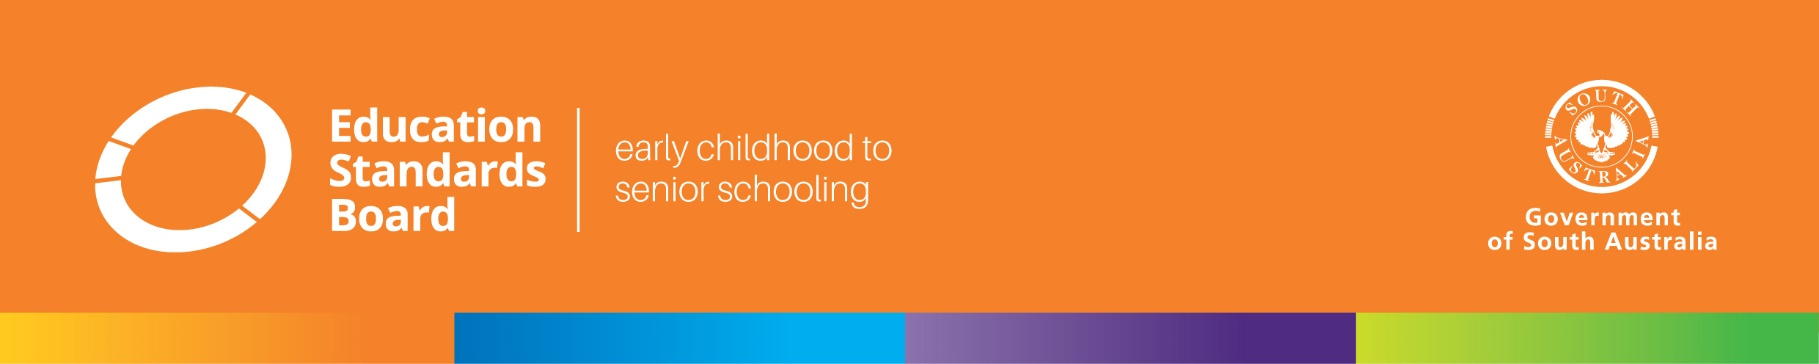 Education
Standards
Board
early childhood to
senior schooling
SOUTH
AUSTRALIA
Government
of South Australia